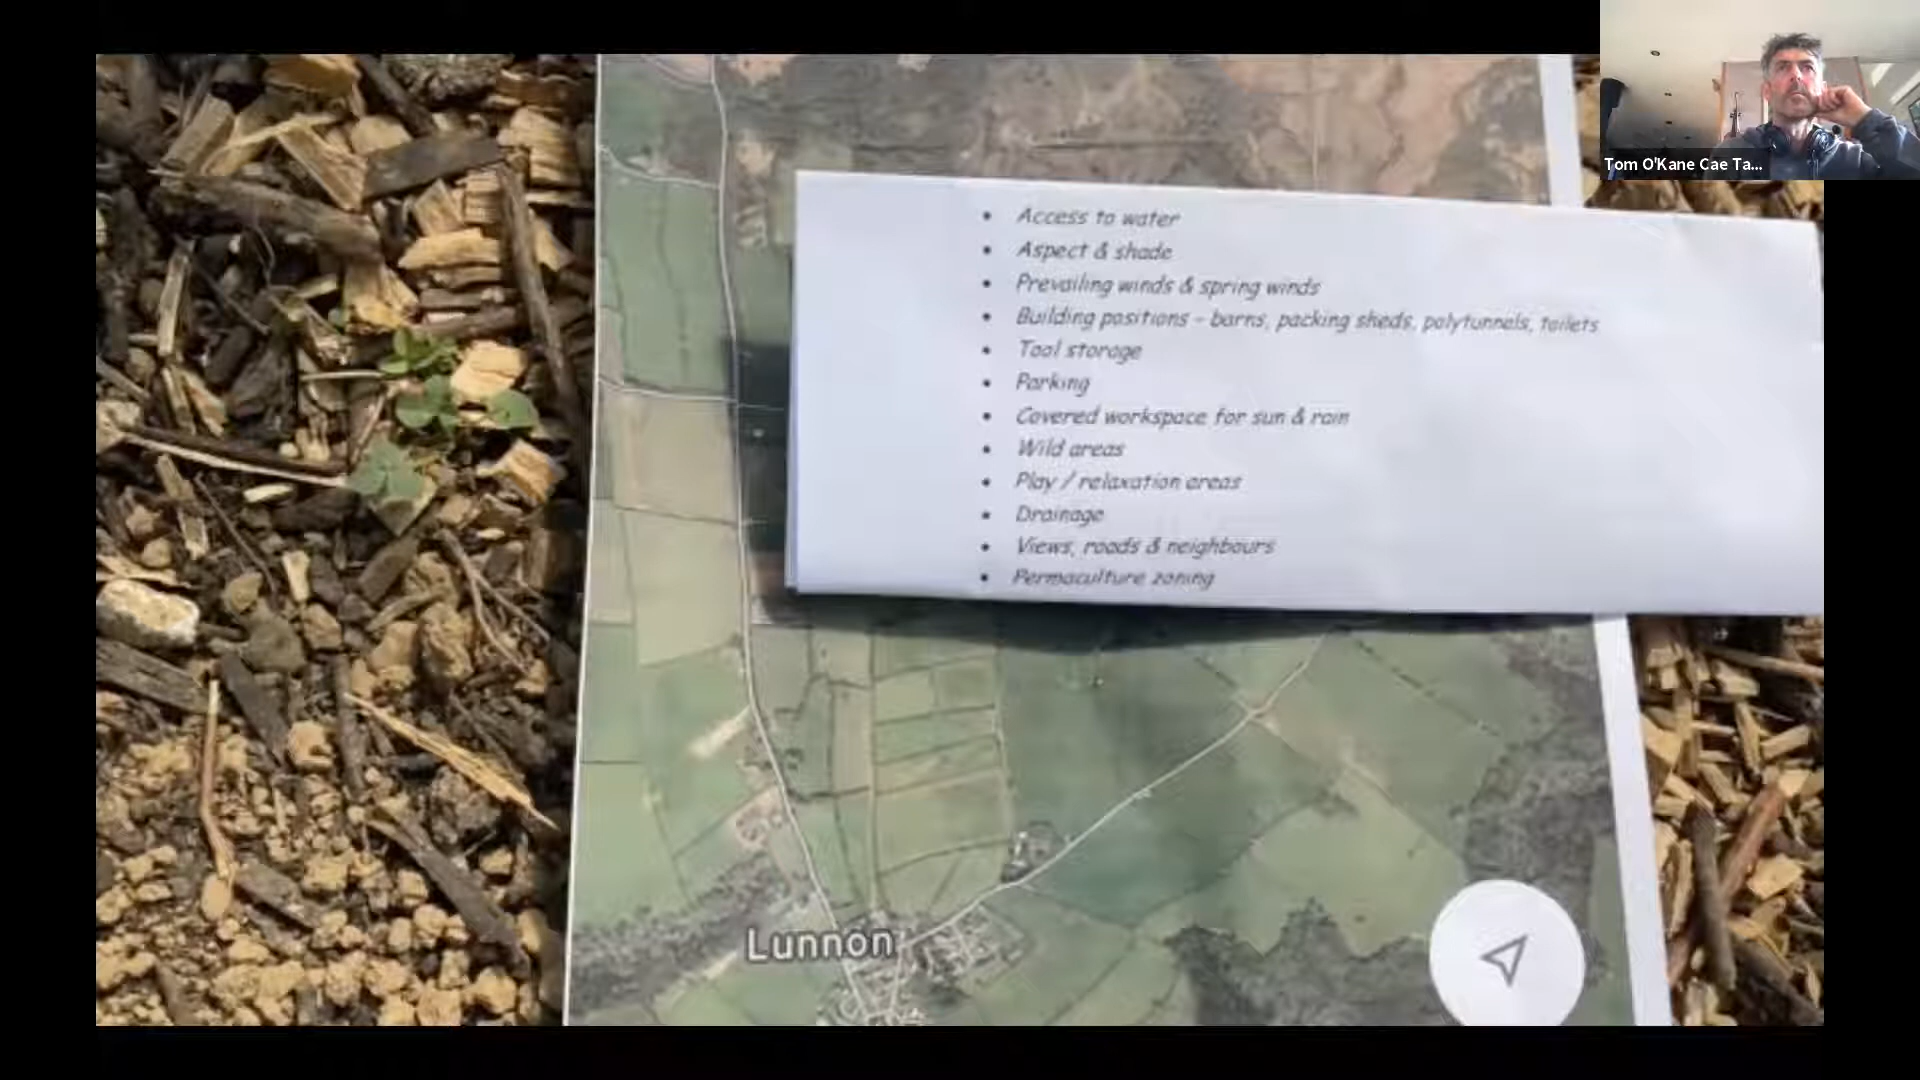 Tom O'Kane Cae Ta...
• Access to water
• Aspect & shade
• Prevailing winds & spring winds
• Building positions - barns, packing sheds, polytunnels, toilets
• Tool storage
• Parking
• Covered workspace for sun & rain
• Wild areas
• Play / relaxation areas
• Drainage
• Views, roads & neighbours
• Permaculture zoning
Lunnon